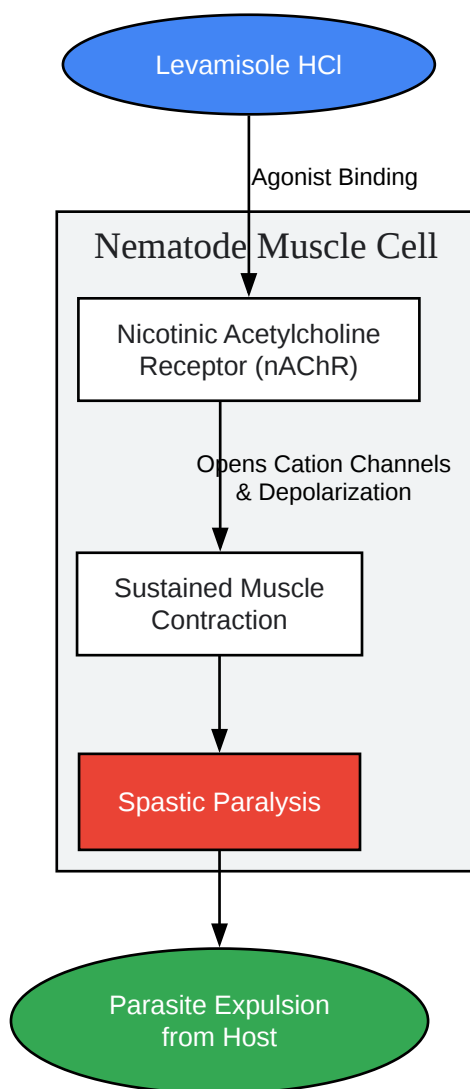 Levamisole HCl
Agonist Binding
Nematode Muscle Cell
Nicotinic Acetylcholine
Receptor (nAChR)
Opens Cation Channels
& Depolarization
Sustained Muscle
Contraction
Spastic Paralysis
Parasite Expulsion
from Host